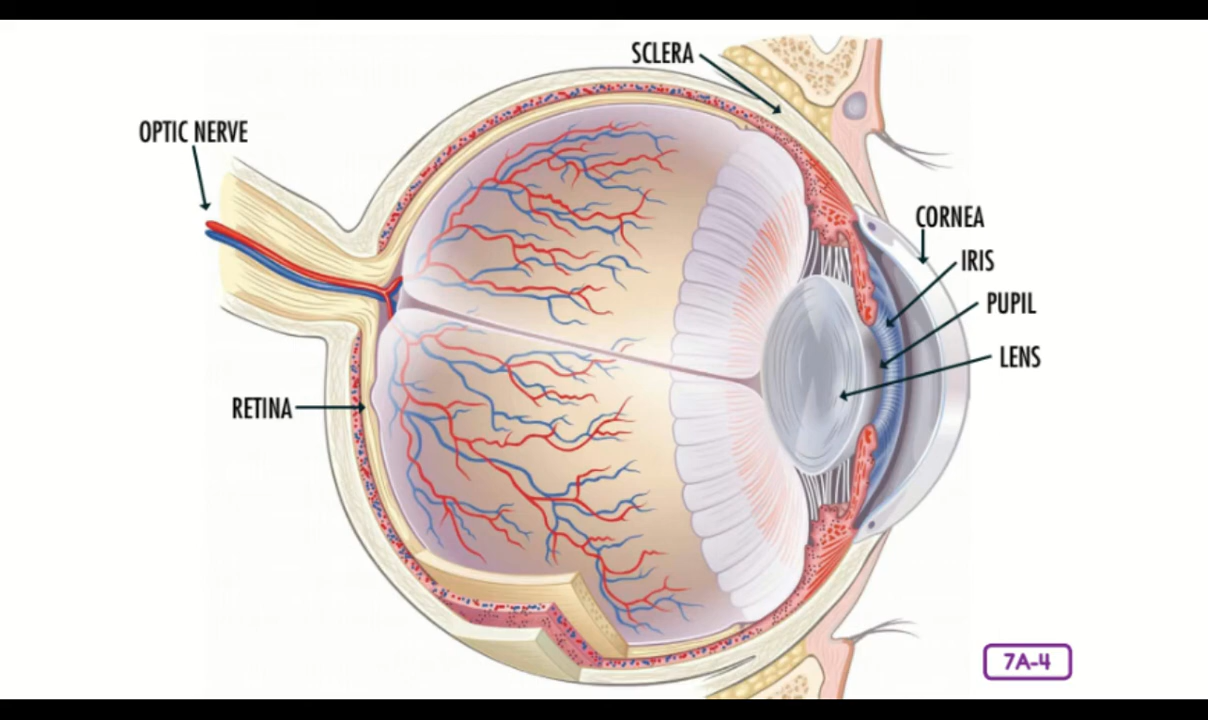 SCLERA
OPTIC NERVE
CORNEA
IRIS
PUPIL
LENS
RETINA
7A-4